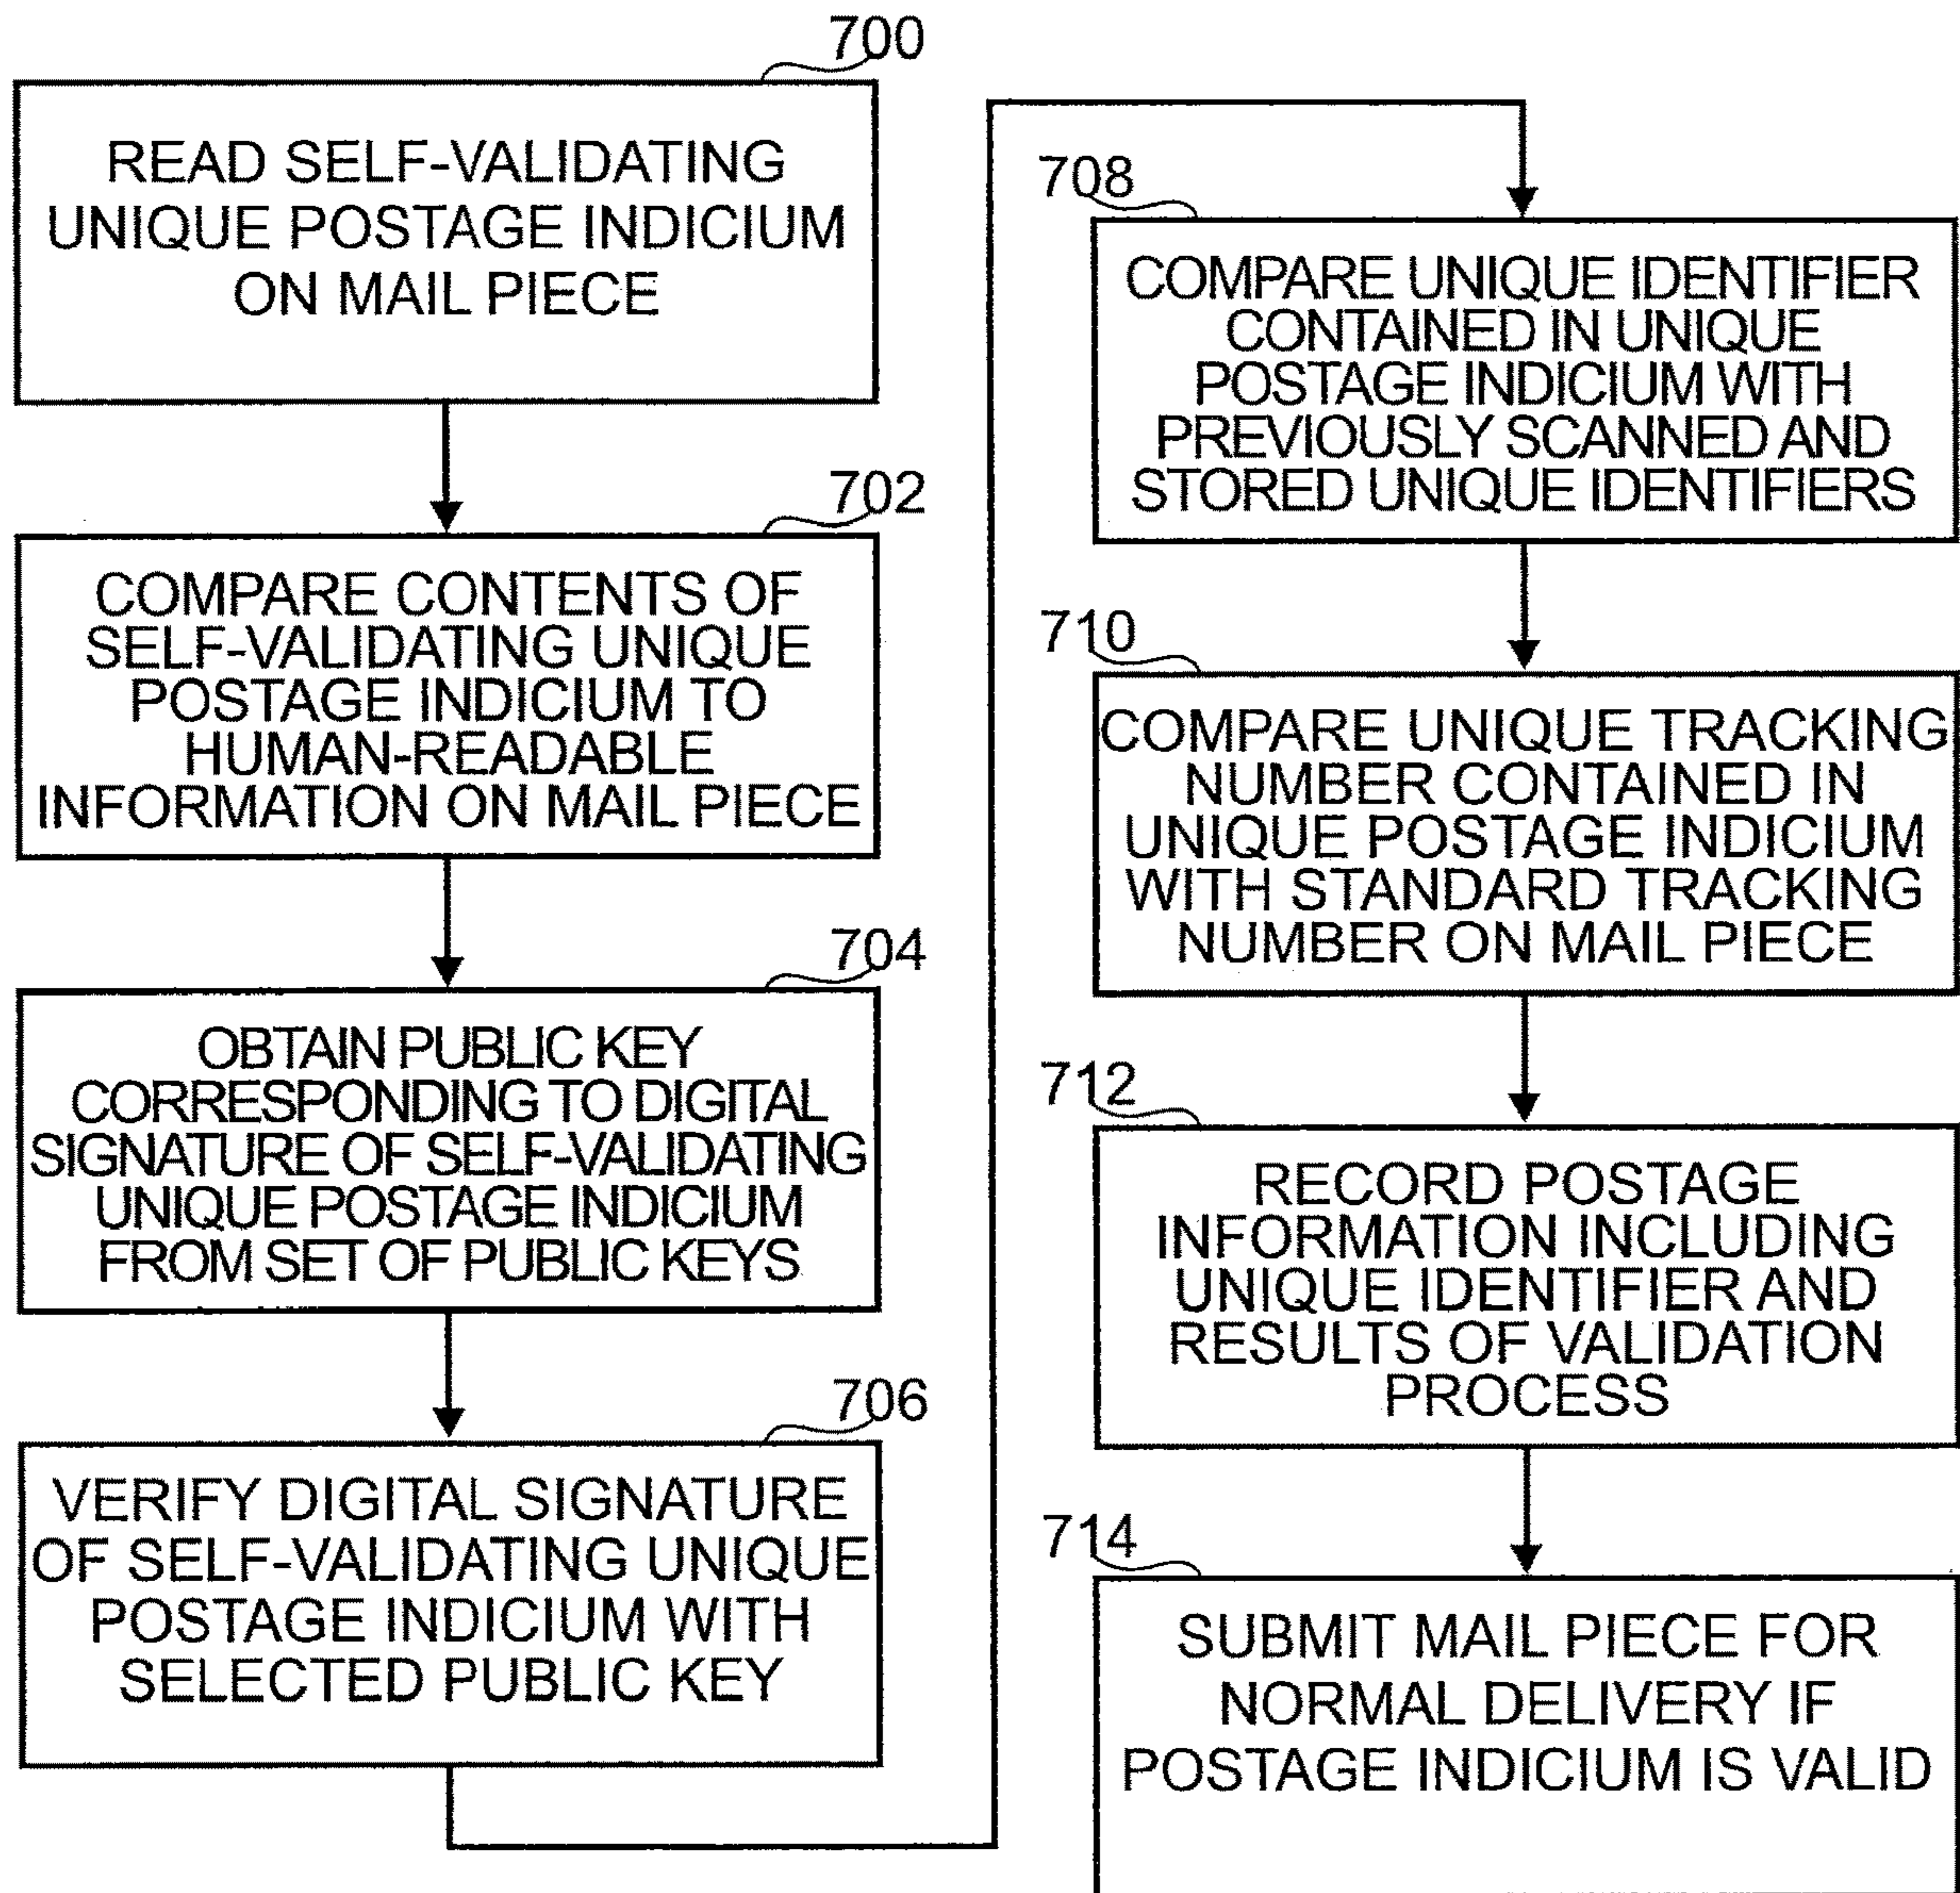 700
READ SELF-VALIDATING
UNIQUE POSTAGE INDICIUM
ON MAIL PIECE
702
COMPARE CONTENTS OF
SELF-VALIDATING UNIQUE
POSTAGE INDICIUM TO
HUMAN-READABLE
INFORMATION ON MAIL PIECE
704
OBTAIN PUBLIC KEY
CORRESPONDING TO DIGITAL
SIGNATURE OF SELF-VALIDATING
UNIQUE POSTAGE INDICIUM
FROM SET OF PUBLIC KEYS
706
VERIFY DIGITAL SIGNATURE
OF SELF-VALIDATING UNIQUE
POSTAGE INDICIUM WITH
SELECTED PUBLIC KEY
708
COMPARE UNIQUE IDENTIFIER
CONTAINED IN UNIQUE
POSTAGE INDICIUM WITH
PREVIOUSLY SCANNED AND
STORED UNIQUE IDENTIFIERS
710
COMPARE UNIQUE TRACKING
NUMBER CONTAINED IN
UNIQUE POSTAGE INDICIUM
WITH STANDARD TRACKING
NUMBER ON MAIL PIECE
712
RECORD POSTAGE
INFORMATION INCLUDING
UNIQUE IDENTIFIER AND
RESULTS OF VALIDATION
PROCESS
714
SUBMIT MAIL PIECE FOR
NORMAL DELIVERY IF
POSTAGE INDICIUM IS VALID